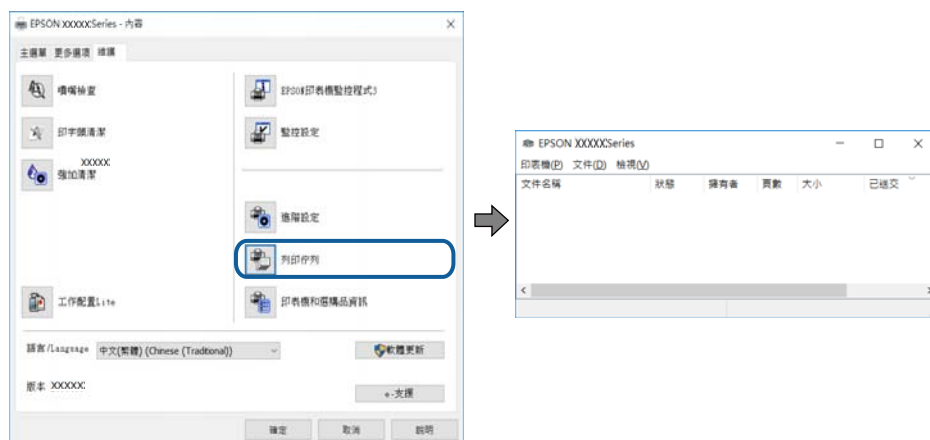 EPSON XXXXX:Series - 內容
主選單 更多選項 維護
噴嘴檢查
印字頭清潔
XXXXX:
強加清潔
工作配置Lite
EPSON印表機監控程式3
監控設定
進階設定
列印佇列
印表機和選購品資訊
語言/Language 中文(繁體) (Chinese (Traditional))
軟體更新
版本 XXXXX:
e-支援
確定 取消 說明
EPSON XXXXX:Series
印表機(P) 文件(D) 檢視(V)
文件名稱 狀態 擁有者 頁數 大小 已送交